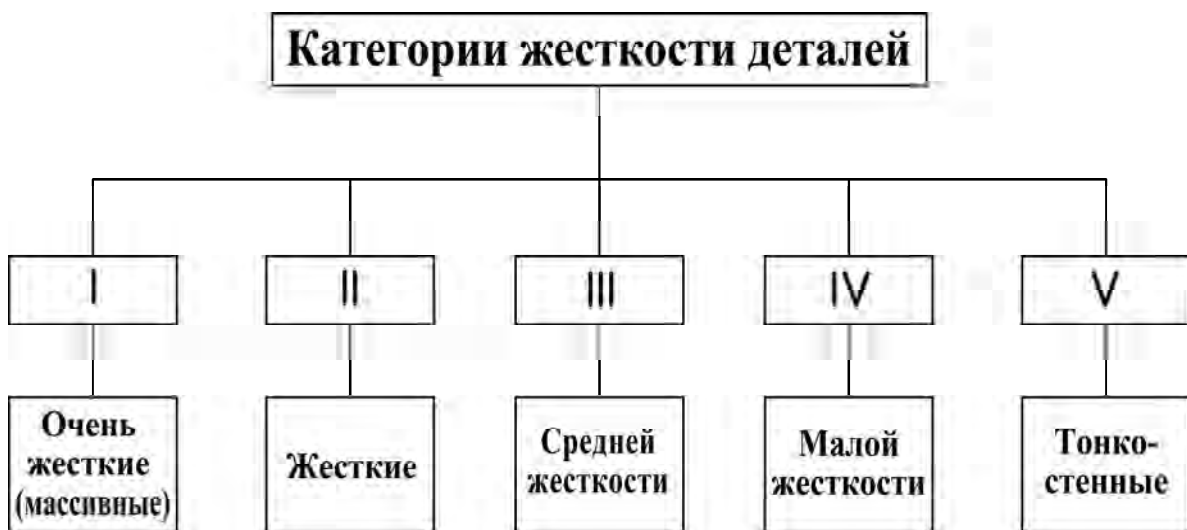 Категории жесткости деталей
I
II
III
IV
V
Очень
жесткие
(массивные)
Жесткие
Средней
жесткости
Малой
жесткости
Тонко-
стенные